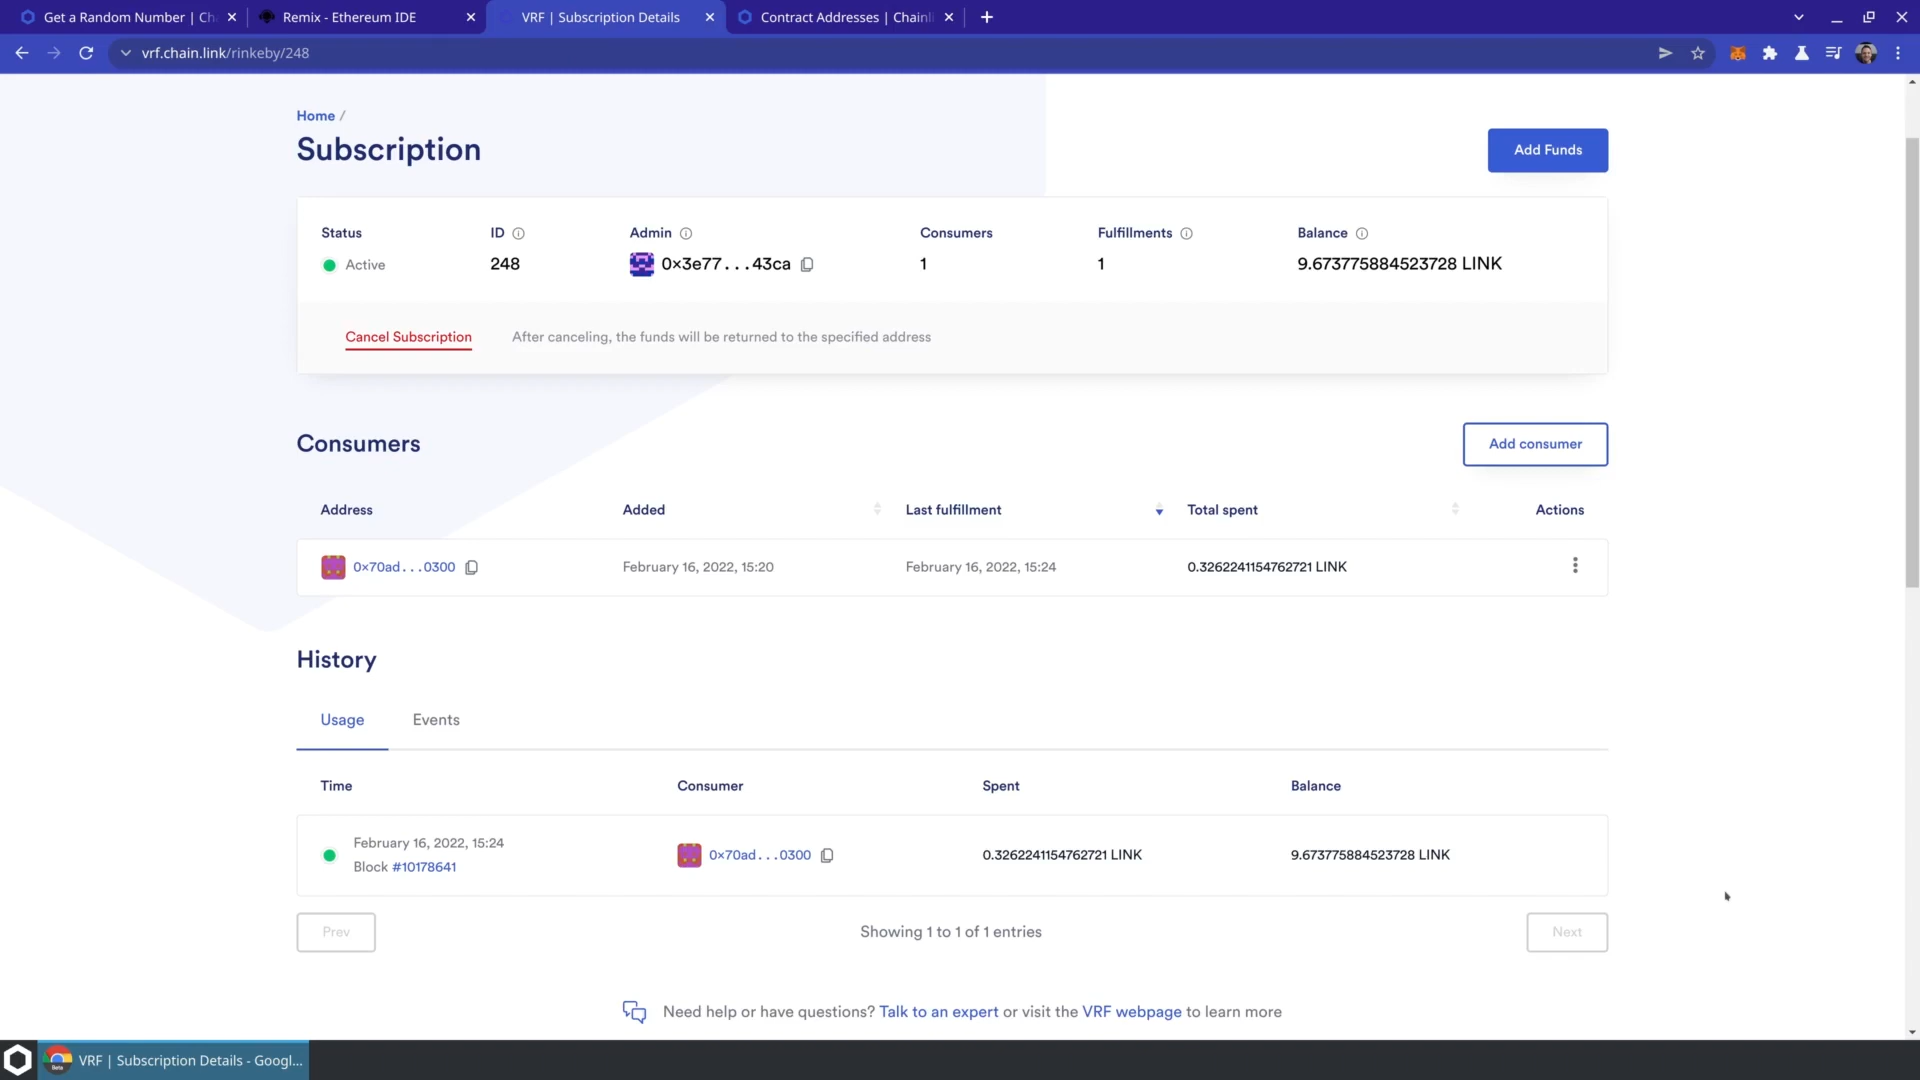 Get a Random Number | Ch
Remix - Ethereum IDE
VRF | Subscription Details
Contract Addresses | Chainli
vrf.chain.link/rinkeby/248
Home /
Subscription
Add Funds
Status
ID
Admin
Consumers
Fulfillments
Balance
Active
248
0x3e77...43ca
1
1
9.673775884523728 LINK
Cancel Subscription
After canceling, the funds will be returned to the specified address
Consumers
Add consumer
Address
Added
Last fulfillment
Total spent
Actions
0x70ad...0300
February 16, 2022, 15:20
February 16, 2022, 15:24
0.3262241154762721 LINK
History
Usage
Events
Time
Consumer
Spent
Balance
February 16, 2022, 15:24
Block #10178641
0x70ad...0300
0.3262241154762721 LINK
9.673775884523728 LINK
Prev
Showing 1 to 1 of 1 entries
Next
Need help or have questions? Talk to an expert or visit the VRF webpage to learn more
Beta
VRF | Subscription Details - Googl...